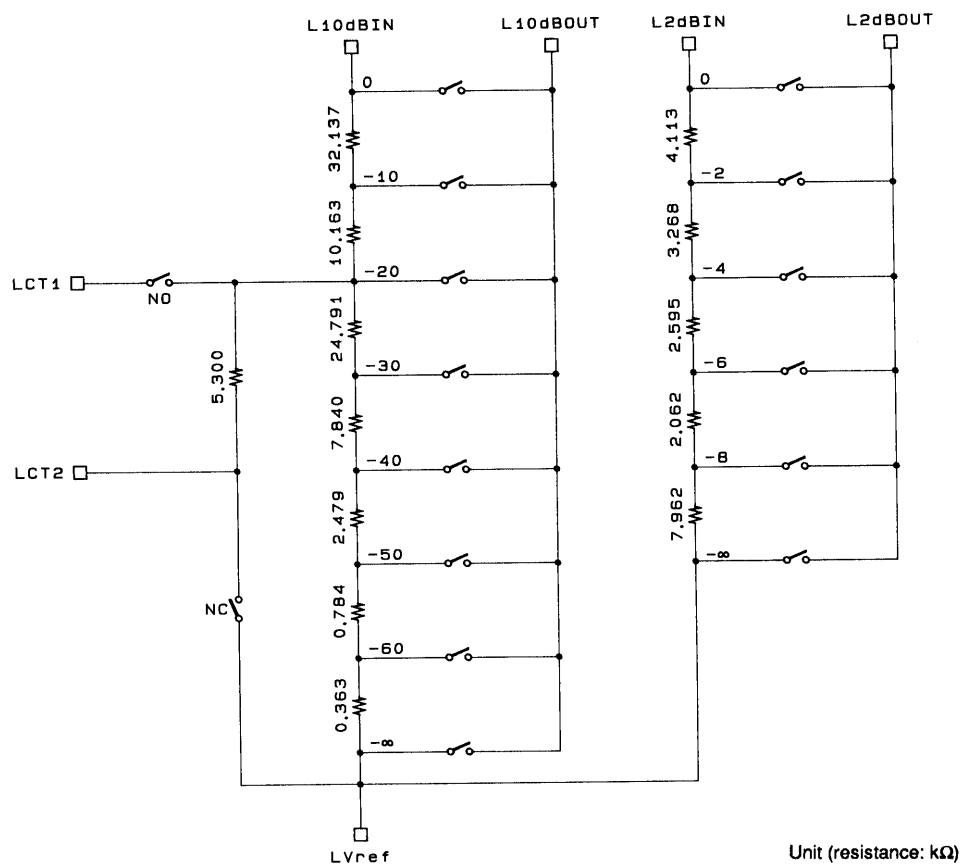 L10dBIN L10dBOUT L2dBIN L2dBOUT
0 0
32.137 4.113
-10 -2
10.163 3.268
LCT1 NO -20 -4
24.791 2.595
-30 -6
5.300
7.840 2.062
LCT2 -40 -8
2.479 7.962
-50 -∞
NC 0.784
-60
0.363
-∞
LVref
Unit (resistance: kΩ)